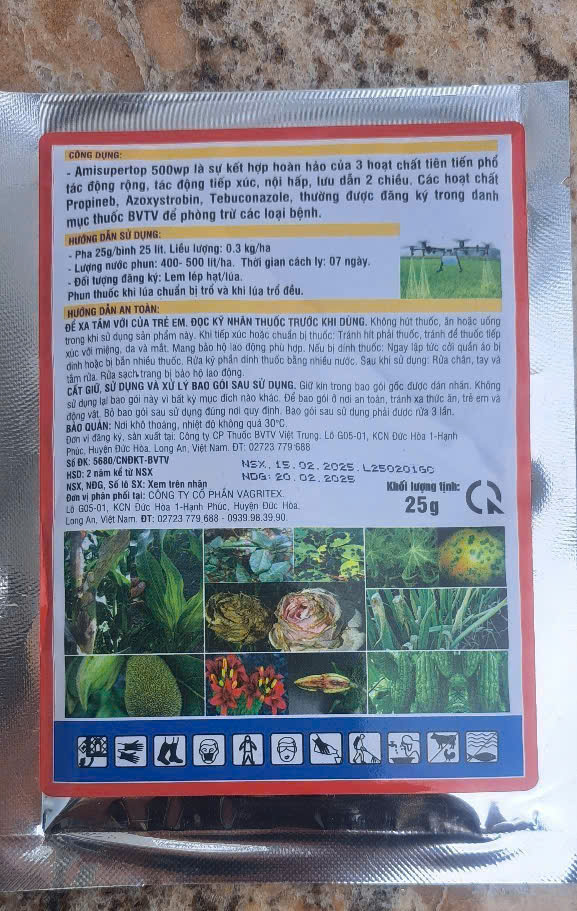 CÔNG DỤNG:
- Amisupertop 500wp là sự kết hợp hoàn hảo của 3 hoạt chất tiên tiến phổ
tác động rộng, tác động tiếp xúc, nội hấp, lưu dẫn 2 chiều. Các hoạt chất
Propineb, Azoxystrobin, Tebuconazole, thường được đăng ký trong danh
mục thuốc BVTV để phòng trừ các loại bệnh.
HƯỚNG DẪN SỬ DỤNG:
- Pha 25g/bình 25 lít. Liều lượng: 0.3 kg/ha
- Lượng nước phun: 400- 500 lít/ha. Thời gian cách ly: 07 ngày.
- Đối tượng đăng ký: Lem lép hạt/lúa.
Phun thuốc khi lúa chuẩn bị trổ và khi lúa trổ đều.
HƯỚNG DẪN AN TOÀN:
ĐỂ XA TẦM VỚI CỦA TRẺ EM. ĐỌC KỸ NHÃN THUỐC TRƯỚC KHI DÙNG. Không hút thuốc, ăn hoặc uống
trong khi sử dụng sản phẩm này. Khi tiếp xúc hoặc chuẩn bị thuốc: Tránh hít phải thuốc, tránh để thuốc tiếp
xúc với miệng, da và mắt. Mang bảo hộ lao động phù hợp. Nếu bị dính thuốc: Ngay lập tức cởi quần áo bị
dính hoặc bị bắn nhiều thuốc. Rửa kỹ phần dính thuốc bằng nhiều nước. Sau khi sử dụng: Rửa chân, tay và
tắm rửa. Rửa sạch trang bị bảo hộ lao động.
CẤT GIỮ, SỬ DỤNG VÀ XỬ LÝ BAO GÓI SAU SỬ DỤNG. Giữ kín trong bao gói gốc được dán nhãn. Không
sử dụng lại bao gói này vì bất kỳ mục đích nào khác. Để bao gói ở nơi an toàn, tránh xa thức ăn, trẻ em và
động vật. Bỏ bao gói sau sử dụng đúng nơi quy định. Bao gói sau sử dụng phải được rửa 3 lần.
BẢO QUẢN: Nơi khô thoáng, nhiệt độ không quá 30°C.
Đơn vị đăng ký, sản xuất tại: Công ty CP Thuốc BVTV Việt Trung. Lô G05-01, KCN Đức Hòa 1-Hạnh
Phúc, Huyện Đức Hòa, Long An, Việt Nam. ĐT: 02723 779 688
Số ĐK: 5680/CNĐKT-BVTV
HSD: 2 năm kể từ NSX
NSX, NĐG, Số lô SX: Xem trên nhãn
NSX. 15.02.2025. L250201GC
NĐG: 20.02.2025
Đơn vị phân phối tại: CÔNG TY CỔ PHẦN VAGRITEX.
Lô G05-01, KCN Đức Hòa 1-Hạnh Phúc, Huyện Đức Hòa,
Long An, Việt Nam. ĐT: 02723 779.688 - 0939.98.39.90.
Khối lượng tịnh:
25g